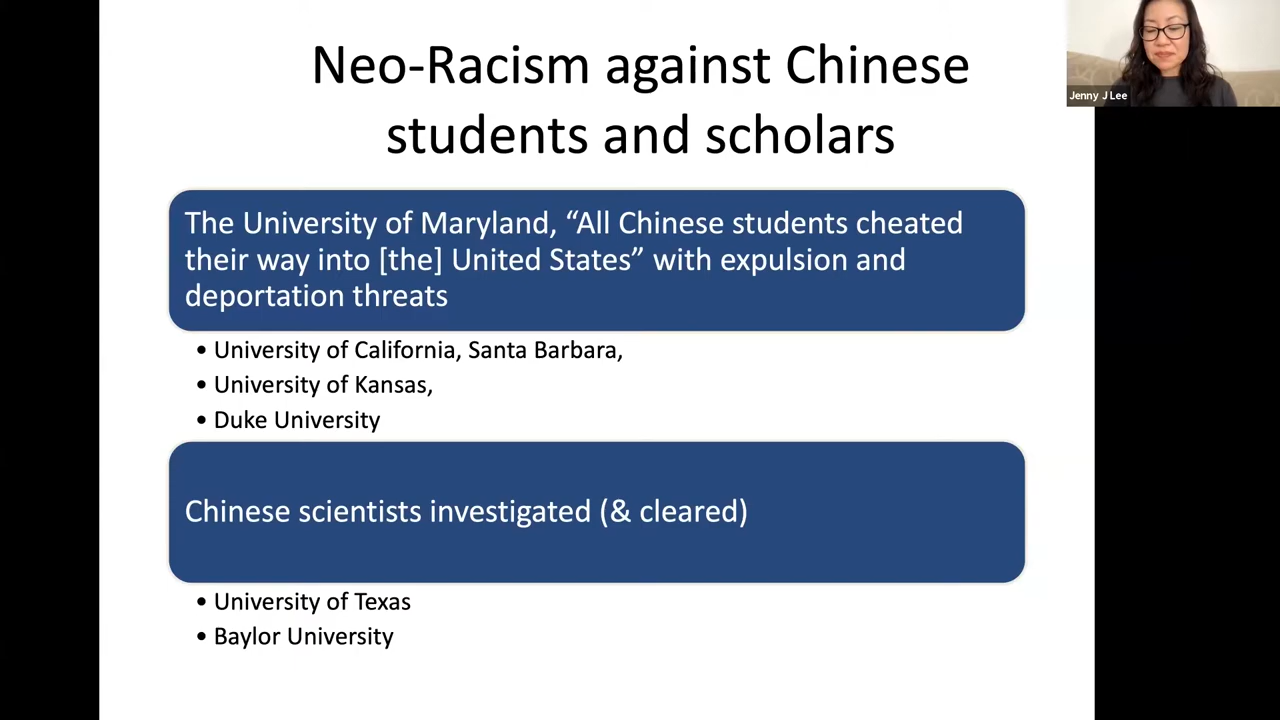 Neo-Racism against Chinese
students and scholars
Jenny J Lee
The University of Maryland, “All Chinese students cheated
their way into [the] United States” with expulsion and
deportation threats
• University of California, Santa Barbara,
• University of Kansas,
• Duke University
Chinese scientists investigated (& cleared)
• University of Texas
• Baylor University